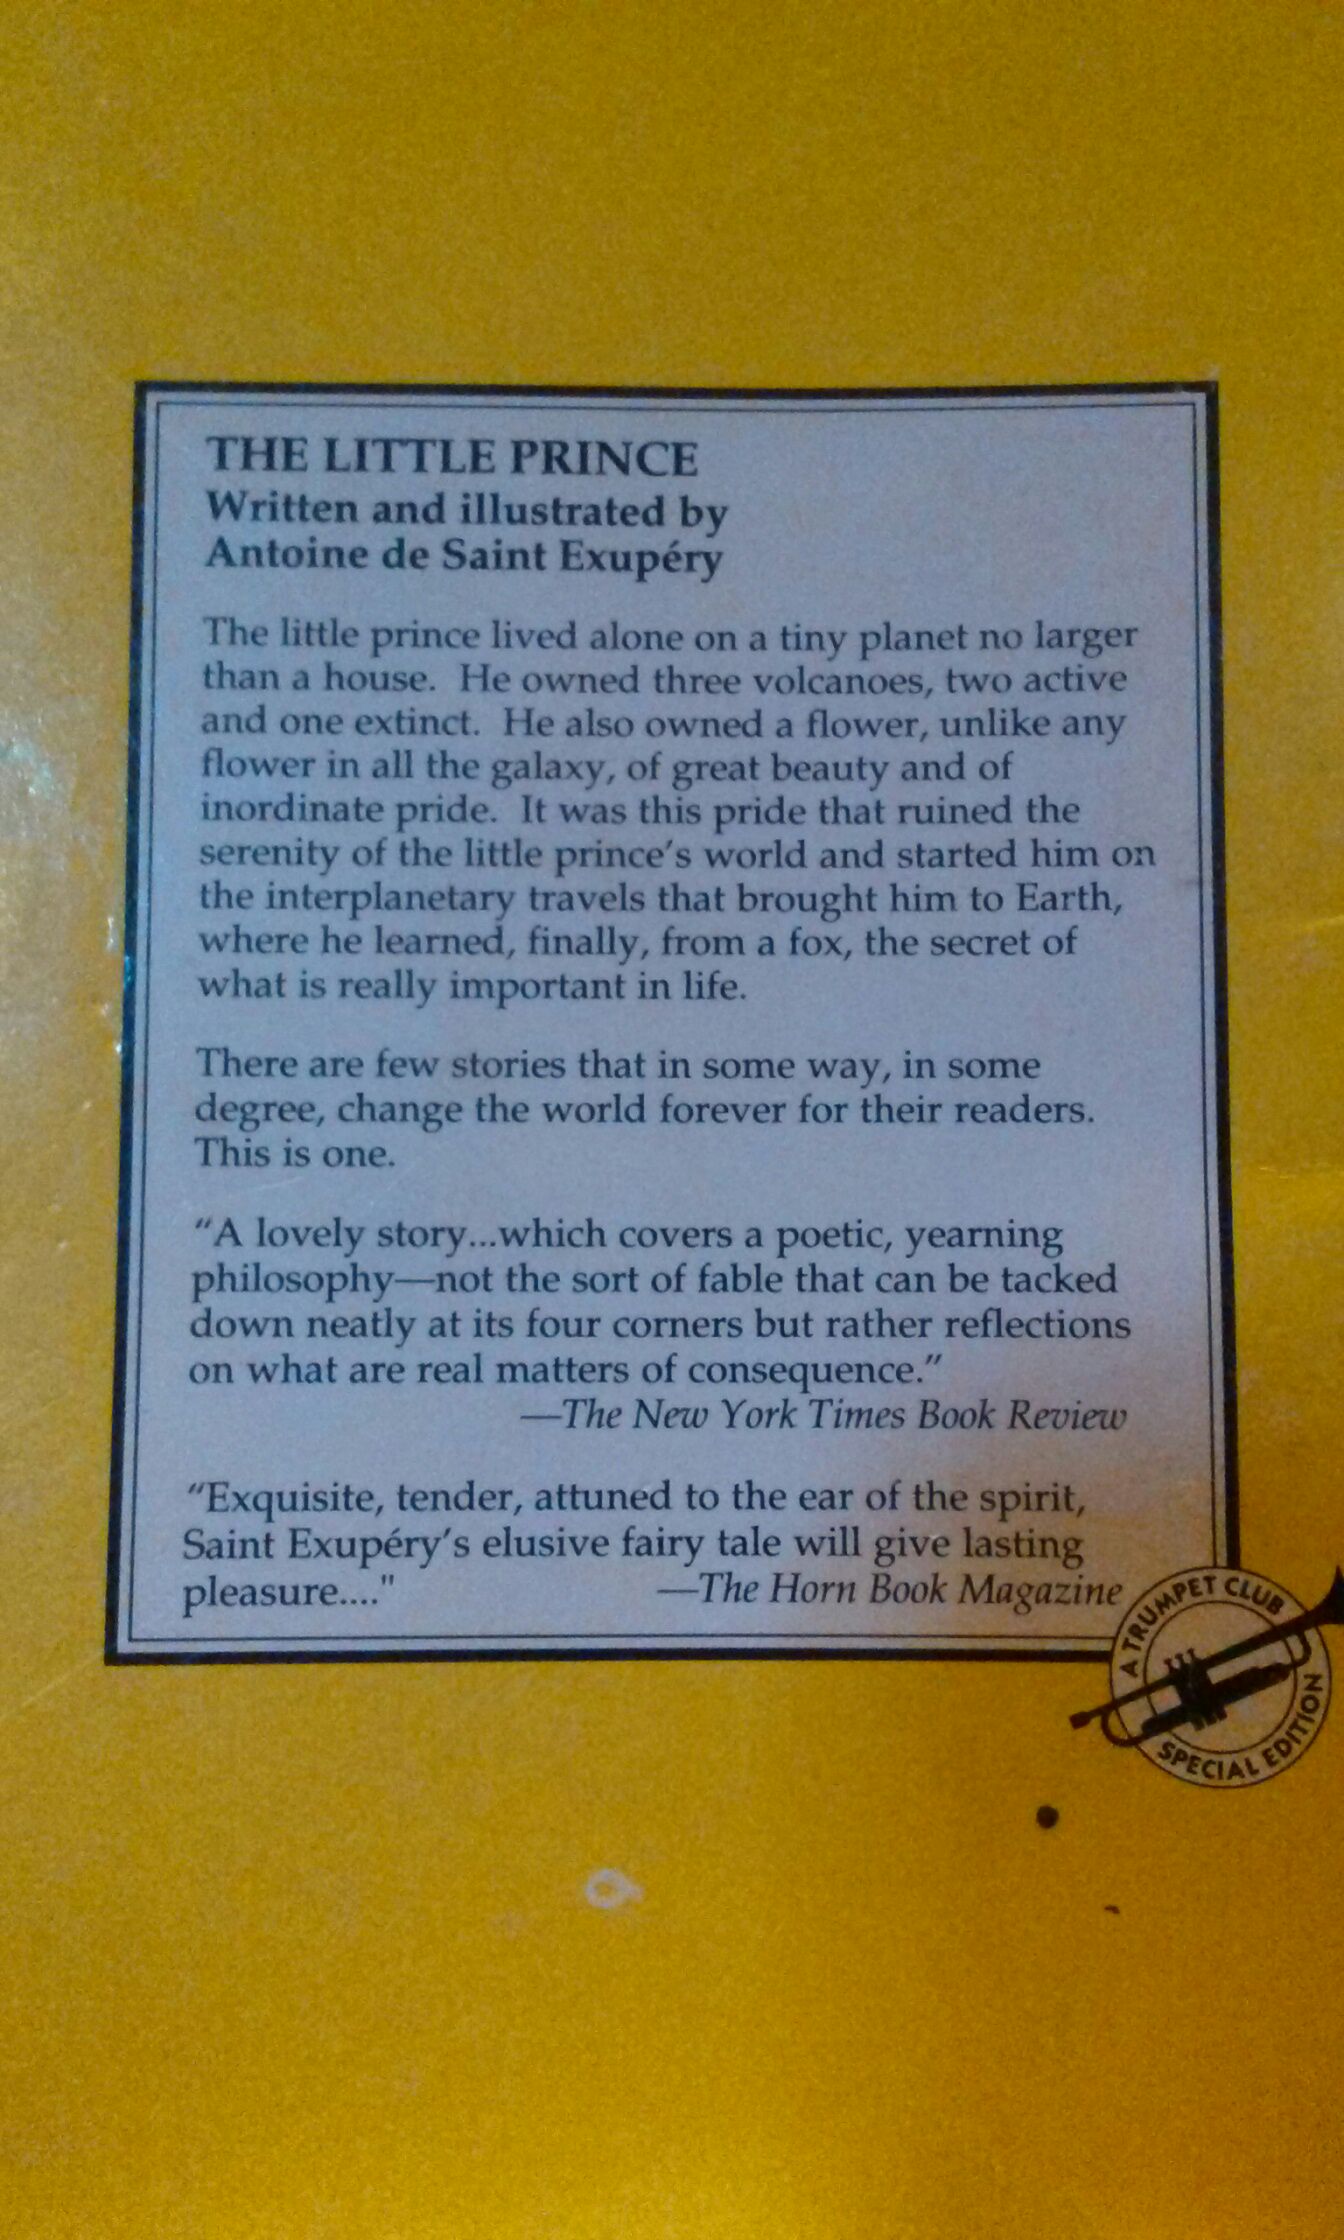 THE LITTLE PRINCE
Written and illustrated by
Antoine de Saint Exupéry
The little prince lived alone on a tiny planet no larger
than a house. He owned three volcanoes, two active
and one extinct. He also owned a flower, unlike any
flower in all the galaxy, of great beauty and of
inordinate pride. It was this pride that ruined the
serenity of the little prince's world and started him on
the interplanetary travels that brought him to Earth,
where he learned, finally, from a fox, the secret of
what is really important in life.
There are few stories that in some way, in some
degree, change the world forever for their readers.
This is one.
"A lovely story...which covers a poetic, yearning
philosophy—not the sort of fable that can be tacked
down neatly at its four corners but rather reflections
on what are real matters of consequence."
—The New York Times Book Review
"Exquisite, tender, attuned to the ear of the spirit,
Saint Exupéry's elusive fairy tale will give lasting
pleasure...." —The Horn Book Magazine
A TRUMPET CLUB
SPECIAL EDITION